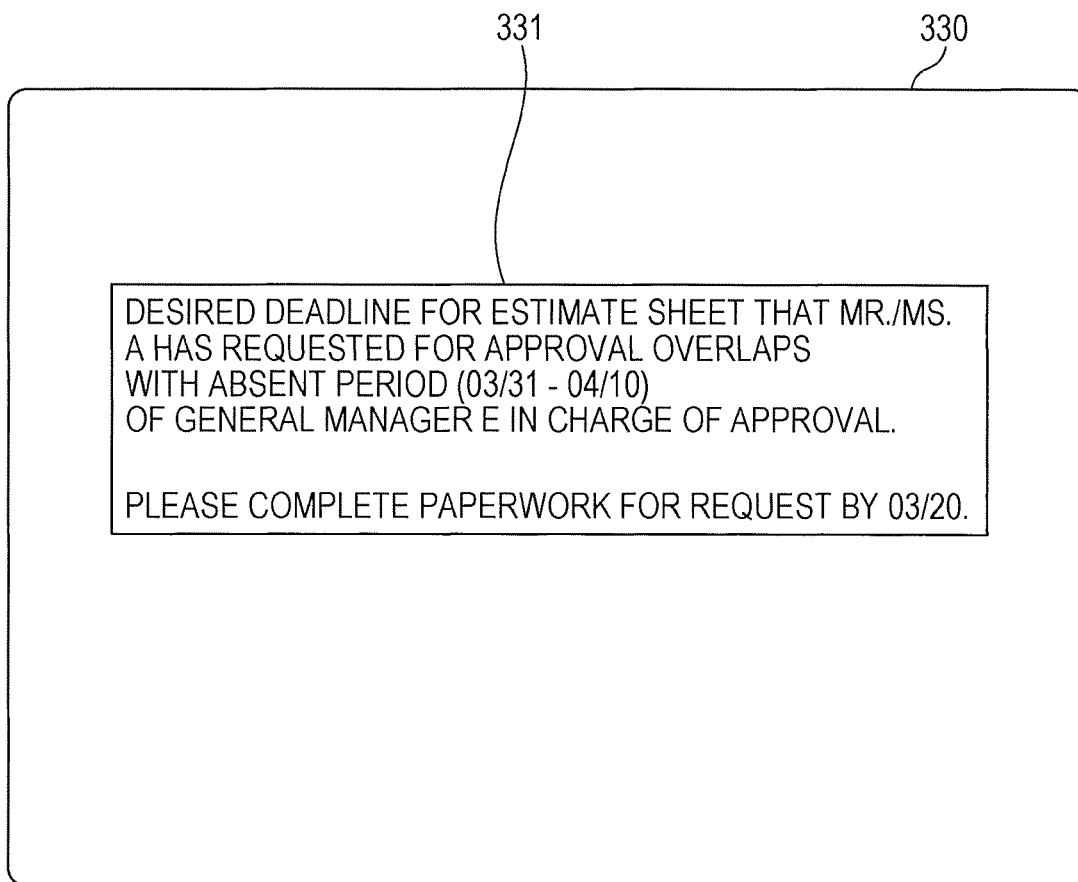 331
330
DESIRED DEADLINE FOR ESTIMATE SHEET THAT MR./MS.
A HAS REQUESTED FOR APPROVAL OVERLAPS
WITH ABSENT PERIOD (03/31 - 04/10)
OF GENERAL MANAGER E IN CHARGE OF APPROVAL.
PLEASE COMPLETE PAPERWORK FOR REQUEST BY 03/20.